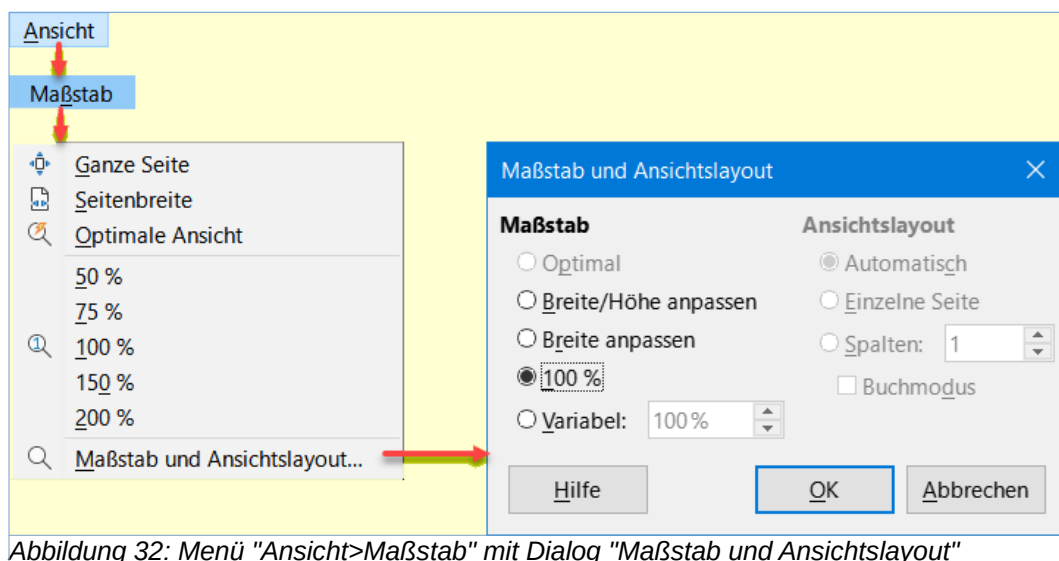 Ansicht
Maßstab
Ganze Seite
Seitenbreite
Optimale Ansicht
50 %
75 %
100 %
150 %
200 %
Maßstab und Ansichtslayout...
Maßstab und Ansichtslayout
Maßstab
Optimal
Breite/Höhe anpassen
Breite anpassen
100 %
Variabel: 100 %
Ansichtslayout
Automatisch
Einzelne Seite
Spalten: 1
Buchmodus
Hilfe OK Abbrechen
Abbildung 32: Menü "Ansicht>Maßstab" mit Dialog "Maßstab und Ansichtslayout"